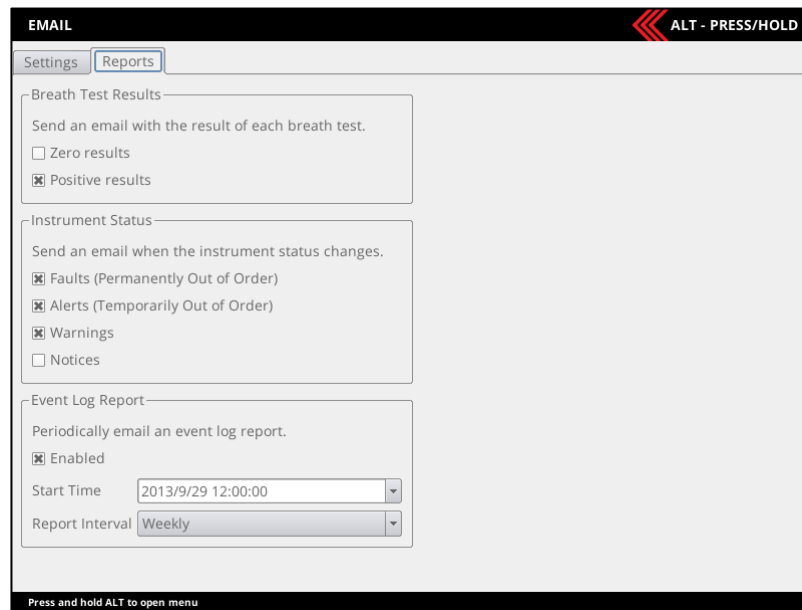 EMAIL
ALT - PRESS/HOLD
Settings
Reports
Breath Test Results
Send an email with the result of each breath test.
Zero results
Positive results
Instrument Status
Send an email when the instrument status changes.
Faults (Permanently Out of Order)
Alerts (Temporarily Out of Order)
Warnings
Notices
Event Log Report
Periodically email an event log report.
Enabled
Start Time 2013/9/29 12:00:00
Report Interval Weekly
Press and hold ALT to open menu